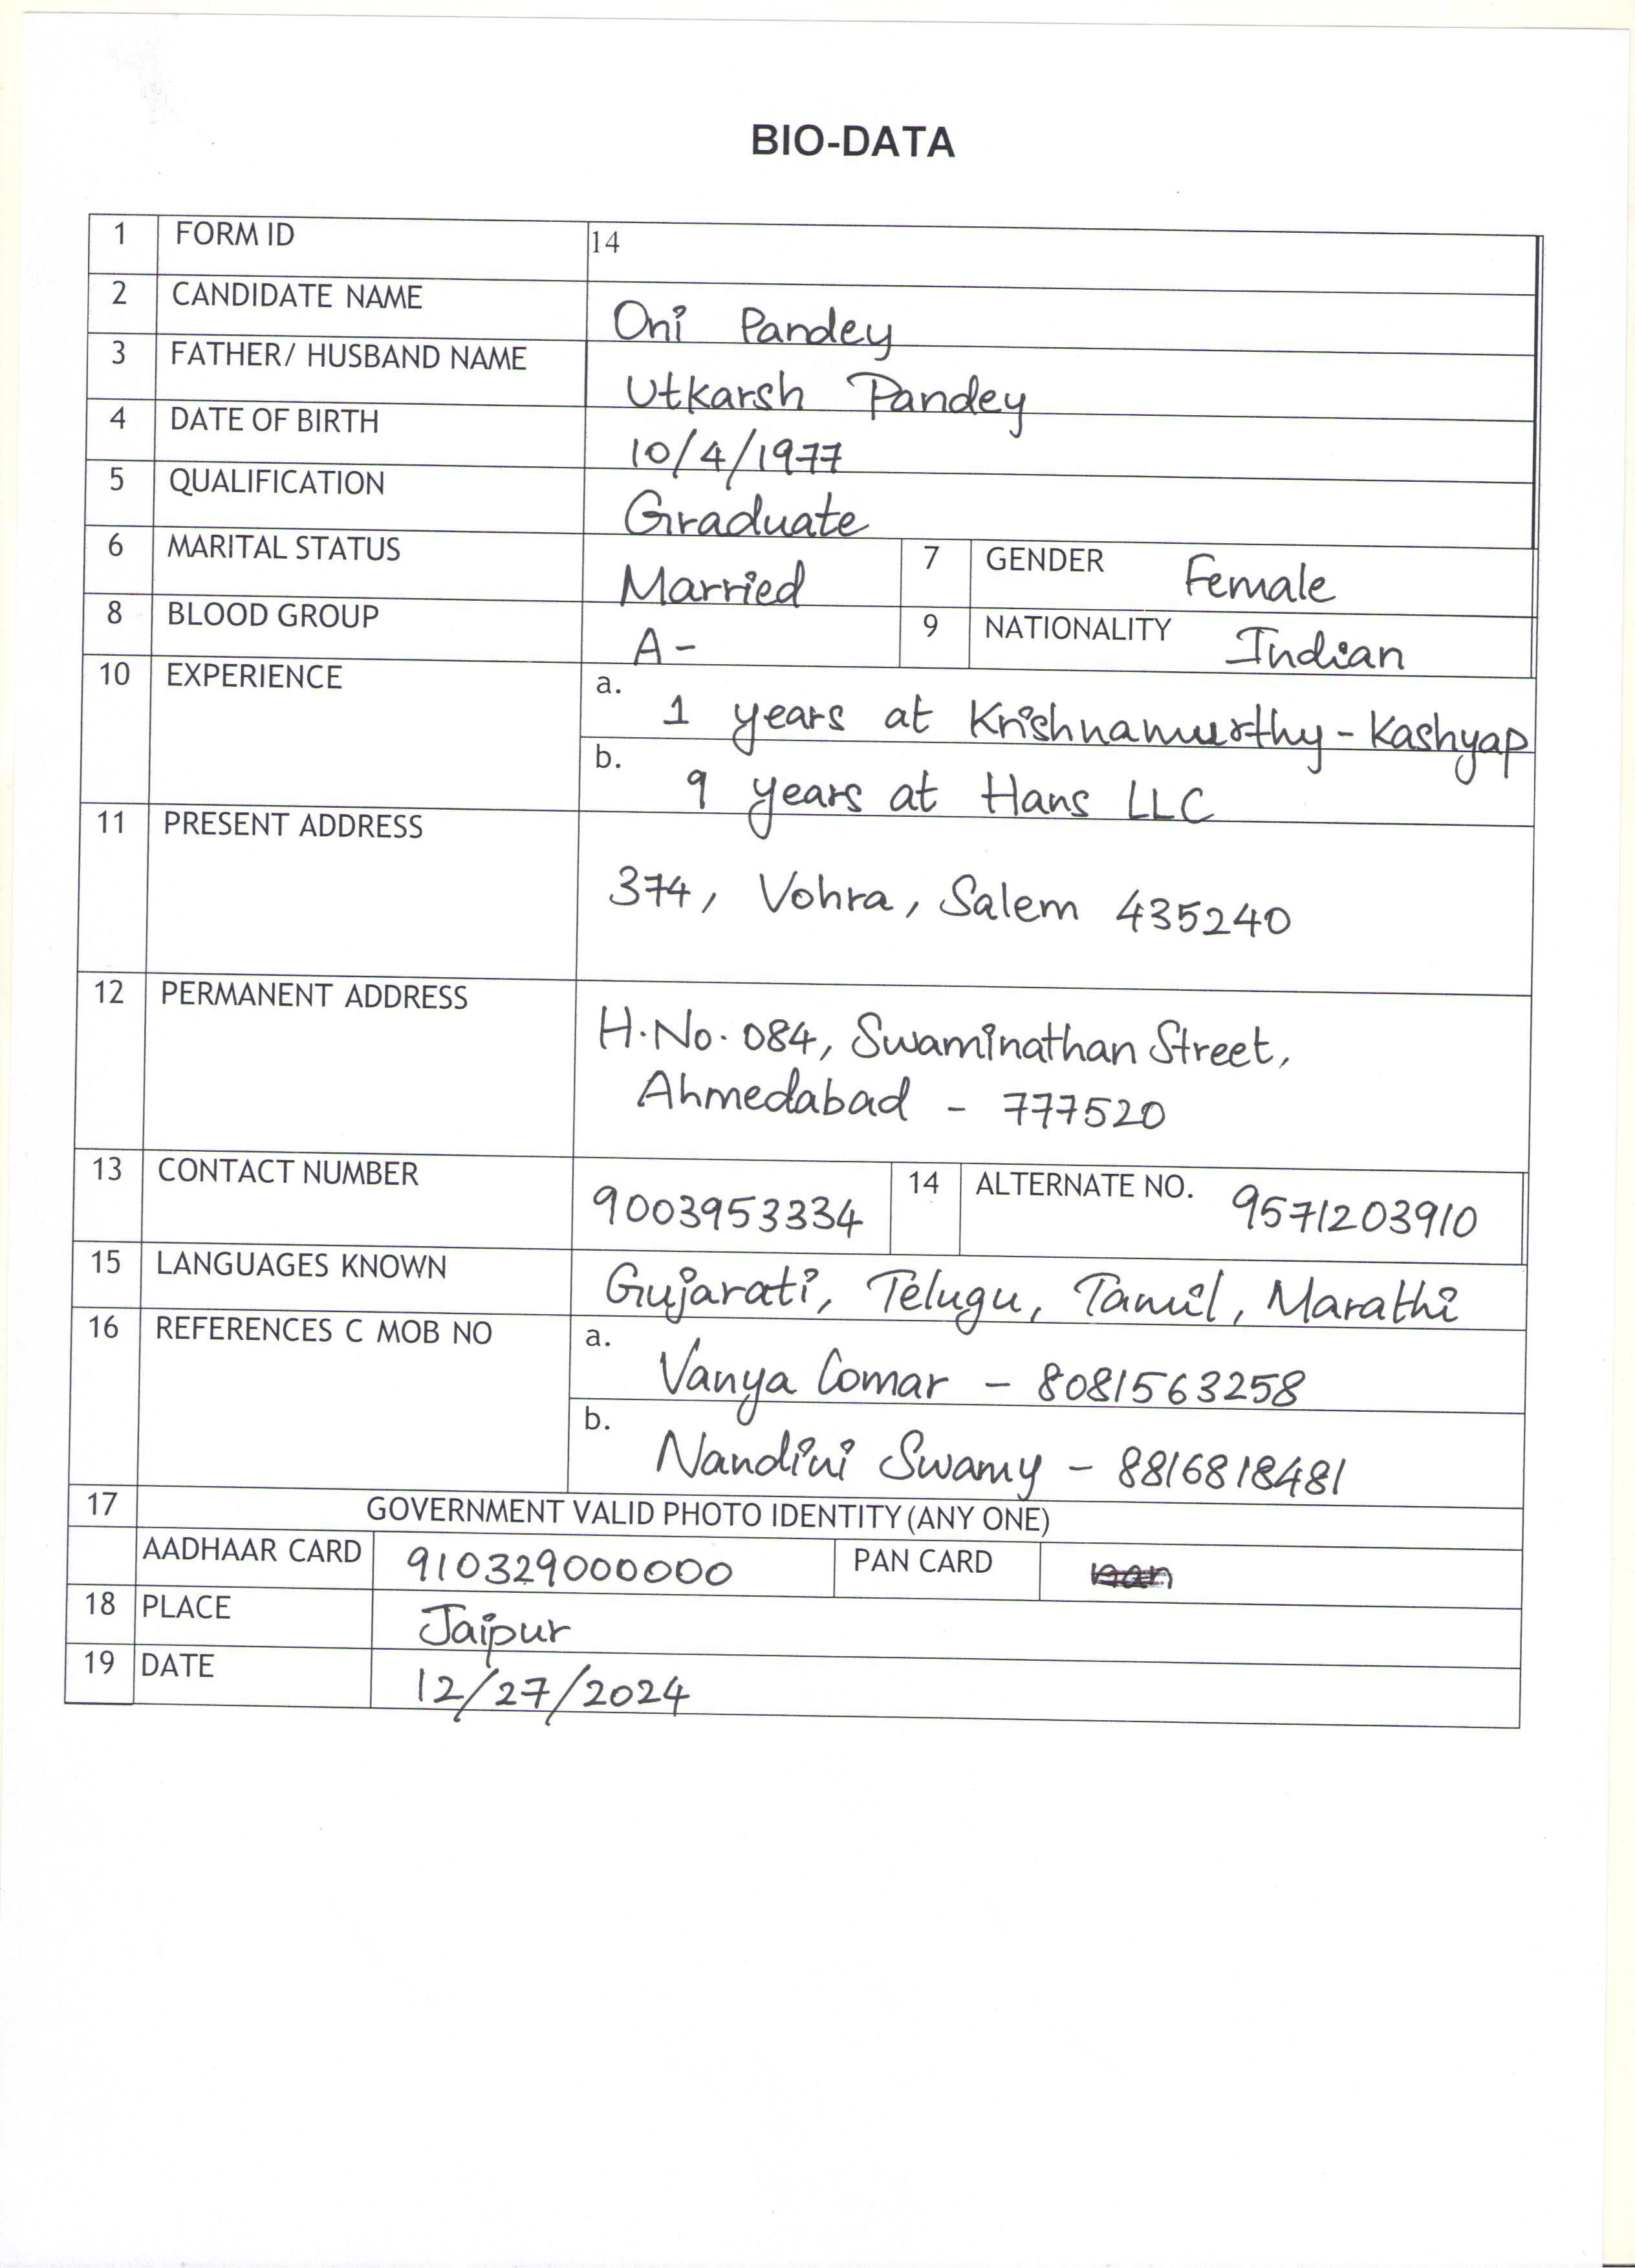 BIO-DATA
1 FORM ID 14
2 CANDIDATE NAME Oni Pandey
3 FATHER/ HUSBAND NAME Utkarsh Pandey
4 DATE OF BIRTH 10/4/1977
5 QUALIFICATION Graduate
6 MARITAL STATUS Married 7 GENDER Female
8 BLOOD GROUP A- 9 NATIONALITY Indian
10 EXPERIENCE a. 1 years at Krishnamurthy-Kashyap
b. 9 years at Hans LLC
11 PRESENT ADDRESS
374, Vohra, Salem 435240
12 PERMANENT ADDRESS
H.No. 084, Swaminathan Street,
Ahmedabad - 777520
13 CONTACT NUMBER 9003953334 14 ALTERNATE NO. 9571203910
15 LANGUAGES KNOWN Gujarati, Telugu, Tamil, Marathi
16 REFERENCES C MOB NO a. Vanya Comar - 8081563258
b. Nandini Swamy - 8816818481
17 GOVERNMENT VALID PHOTO IDENTITY (ANY ONE)
AADHAAR CARD 910329000000 PAN CARD
18 PLACE Jaipur
19 DATE 12/27/2024